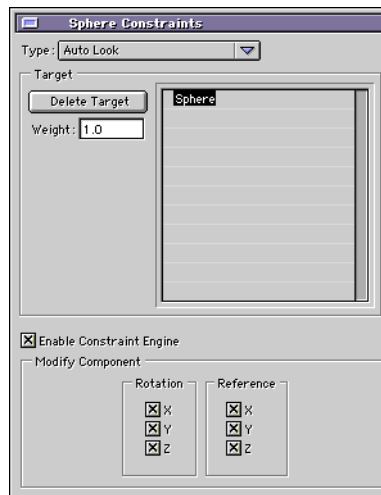 Sphere Constraints
Type: Auto Look
Target
Delete Target
Weight: 1.0
Sphere
Enable Constraint Engine
Modify Component
Rotation
X
Y
Z
Reference
X
Y
Z